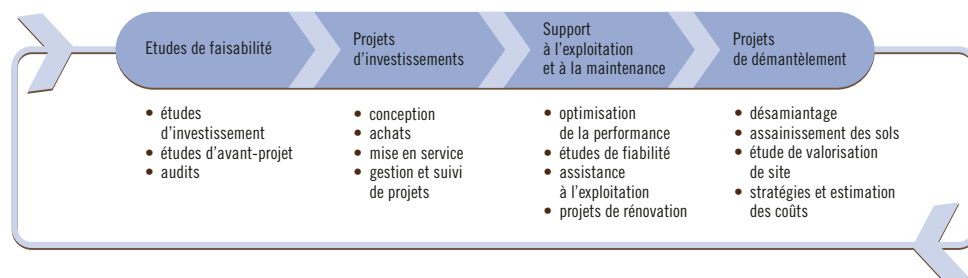 Etudes de faisabilité
Projets
d'investissements
Support
à l'exploitation
et à la maintenance
Projets
de démantèlement
• études
d'investissement
• études d'avant-projet
• audits
• conception
• achats
• mise en service
• gestion et suivi
de projets
• optimisation
de la performance
• études de fiabilité
• assistance
à l'exploitation
• projets de rénovation
• désamiantage
• assainissement des sols
• étude de valorisation
de site
• stratégies et estimation
des coûts